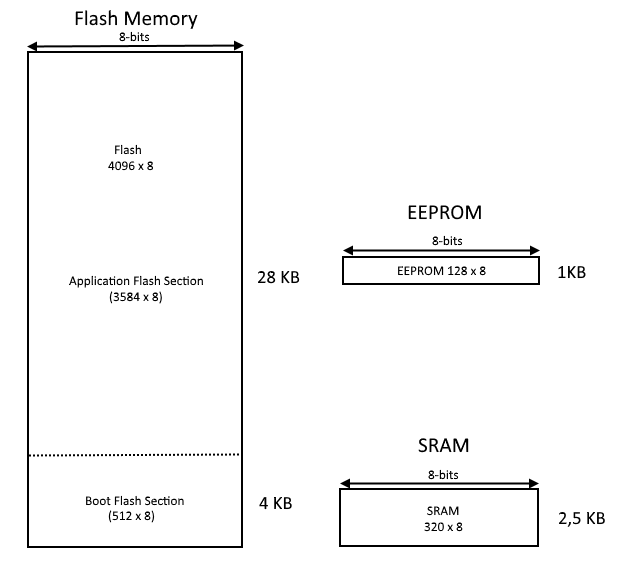 Flash Memory
8-bits
Flash
4096 x 8
Application Flash Section
(3584 x 8)
28 KB
Boot Flash Section
(512 x 8)
4 KB
EEPROM
8-bits
EEPROM 128 x 8
1KB
SRAM
8-bits
SRAM
320 x 8
2,5 KB